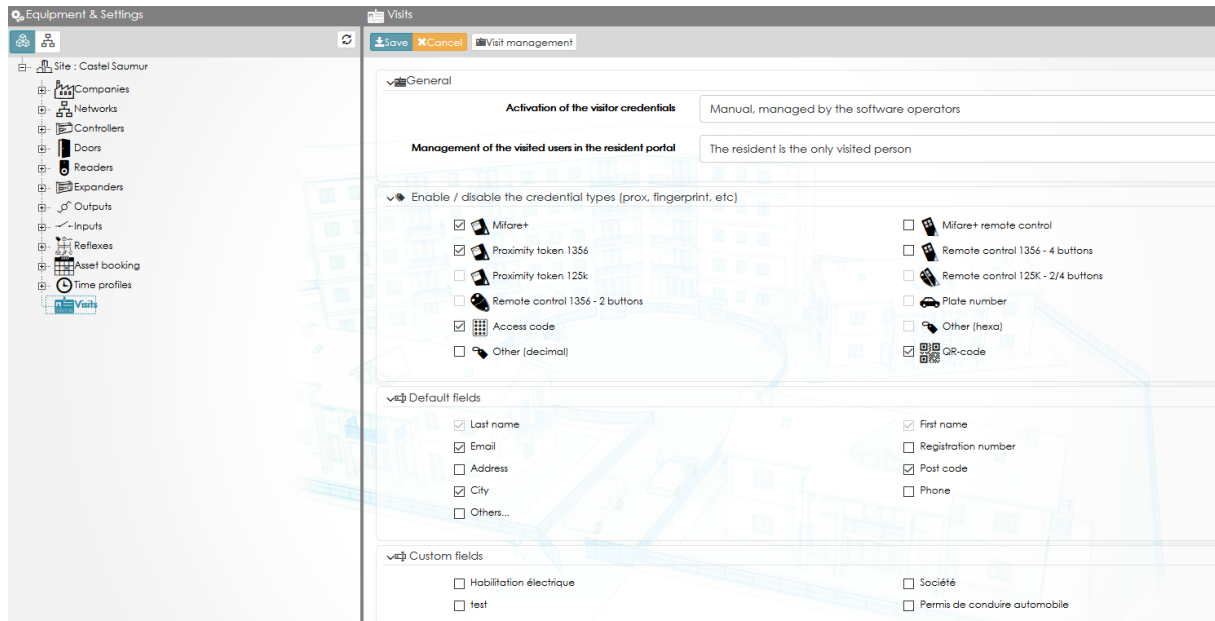 Equipment & Settings
Visits
Save Cancel Visit management
Site : Castel Saumur
Companies
Networks
Controllers
Doors
Readers
Expanders
Outputs
Inputs
Reflexes
Asset booking
Time profiles
Visits
General
Activation of the visitor credentials Manual, managed by the software operators
Management of the visited users in the resident portal The resident is the only visited person
Enable / disable the credential types (prox, fingerprint, etc)
Mifare+ Mifare+ remote control
Proximity token 1356 Remote control 1356 - 4 buttons
Proximity token 125k Remote control 125K - 2/4 buttons
Remote control 1356 - 2 buttons Plate number
Access code Other (hexa)
Other (decimal) QR-code
Default fields
Last name First name
Email Registration number
Address Post code
City Phone
Others...
Custom fields
Habilitation électrique Société
test Permis de conduire automobile